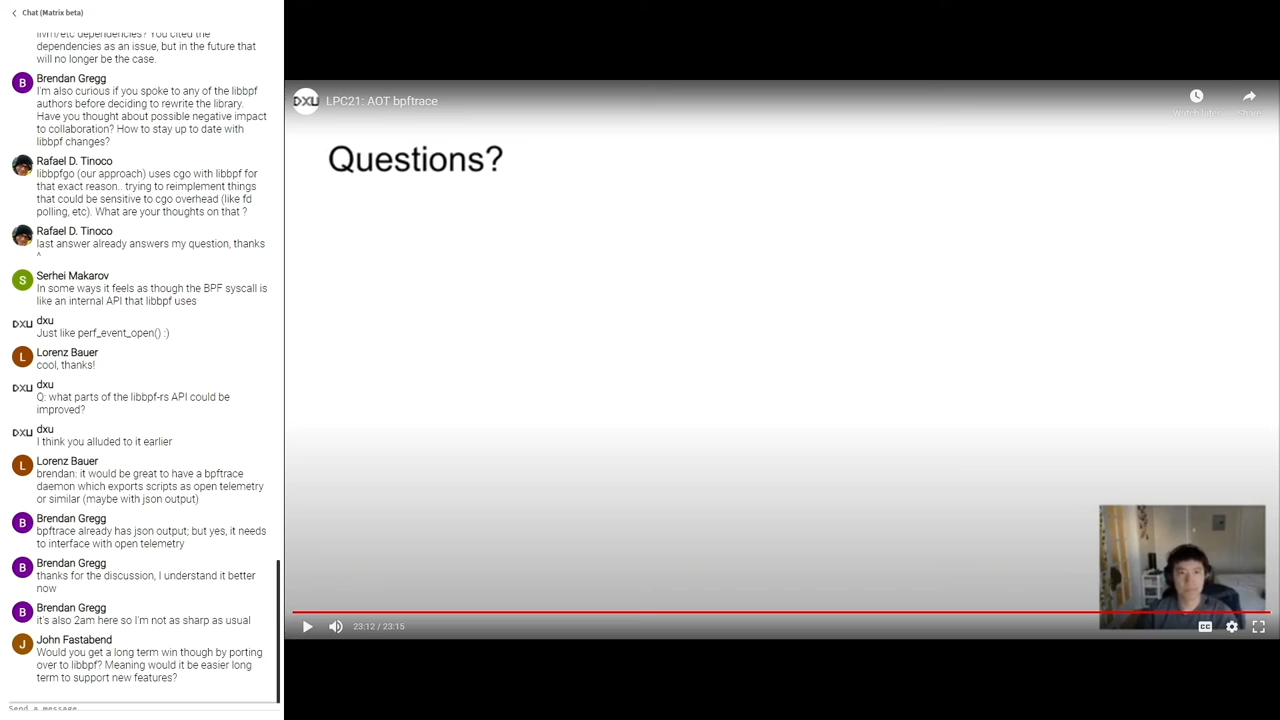 Chat (Matrix beta)
llvm/etc dependencies? You cited the
dependencies as an issue, but in the future that
will no longer be the case.
B
Brendan Gregg
I'm also curious if you spoke to any of the libbpf
authors before deciding to rewrite the library.
Have you thought about possible negative impact
to collaboration? How to stay up to date with
libbpf changes?
Rafael D. Tinoco
libbpfgo (our approach) uses cgo with libbpf for
that exact reason.. trying to reimplement things
that could be sensitive to cgo overhead (like fd
polling, etc). What are your thoughts on that ?
Rafael D. Tinoco
last answer already answers my question, thanks
^
S
Serhei Makarov
In some ways it feels as though the BPF syscall is
like an internal API that libbpf uses
DXU
dxu
Just like perf_event_open() :)
L
Lorenz Bauer
cool, thanks!
DXU
dxu
Q: what parts of the libbpf-rs API could be
improved?
DXU
dxu
I think you alluded to it earlier
L
Lorenz Bauer
brendan: it would be great to have a bpftrace
daemon which exports scripts as open telemetry
or similar (maybe with json output)
B
Brendan Gregg
bpftrace already has json output; but yes, it needs
to interface with open telemetry
B
Brendan Gregg
thanks for the discussion, I understand it better
now
B
Brendan Gregg
it's also 2am here so I'm not as sharp as usual
J
John Fastabend
Would you get a long term win though by porting
over to libbpf? Meaning would it be easier long
term to support new features?
Send a message
DXU
LPC21: AOT bpftrace
Watch later
Share
Questions?
23:12 / 23:15
CC